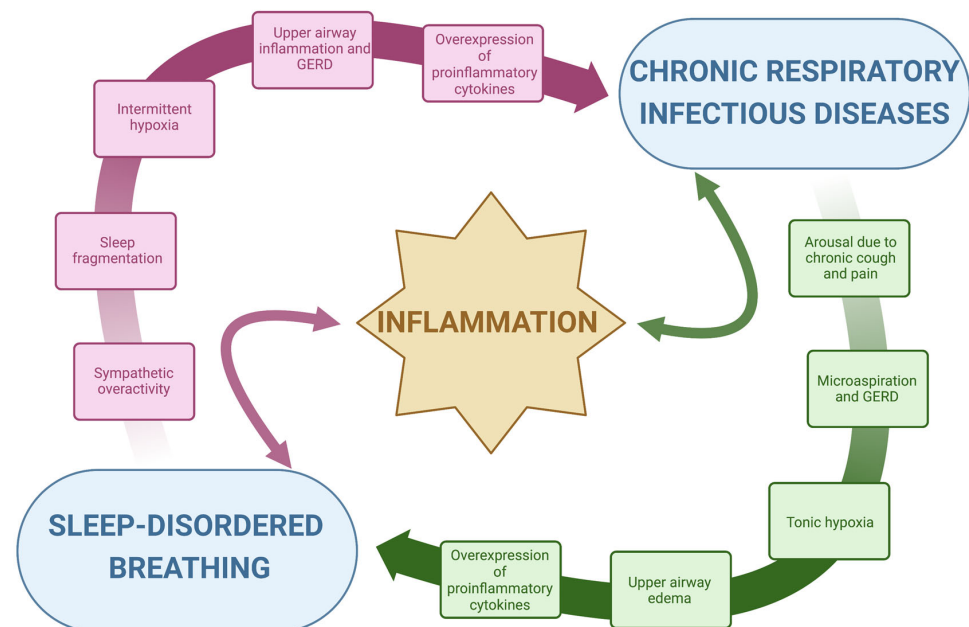 Upper airway
inflammation and
GERD
Overexpression
of
proinflammatory
cytokines
CHRONIC RESPIRATORY
INFECTIOUS DISEASES
Intermittent
hypoxia
Sleep
fragmentation
Arousal due to
chronic cough
and pain
INFLAMMATION
Sympathetic
overactivity
Microaspiration
and GERD
SLEEP-DISORDERED
BREATHING
Tonic hypoxia
Overexpression
of
proinflammatory
cytokines
Upper airway
edema